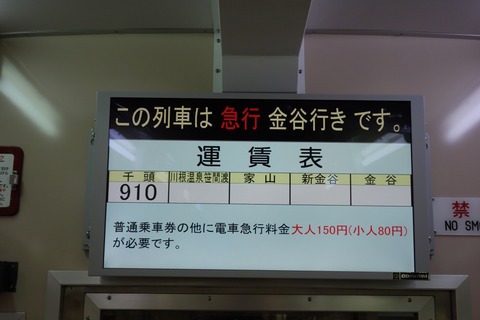 この列車は 急行 金谷行き です。
運賃表
千頭 川根温泉笹間渡 家山 新金谷 金谷
910
普通乗車券の他に電車急行料金大人150円(小人80円)
が必要です。
禁
NO SM